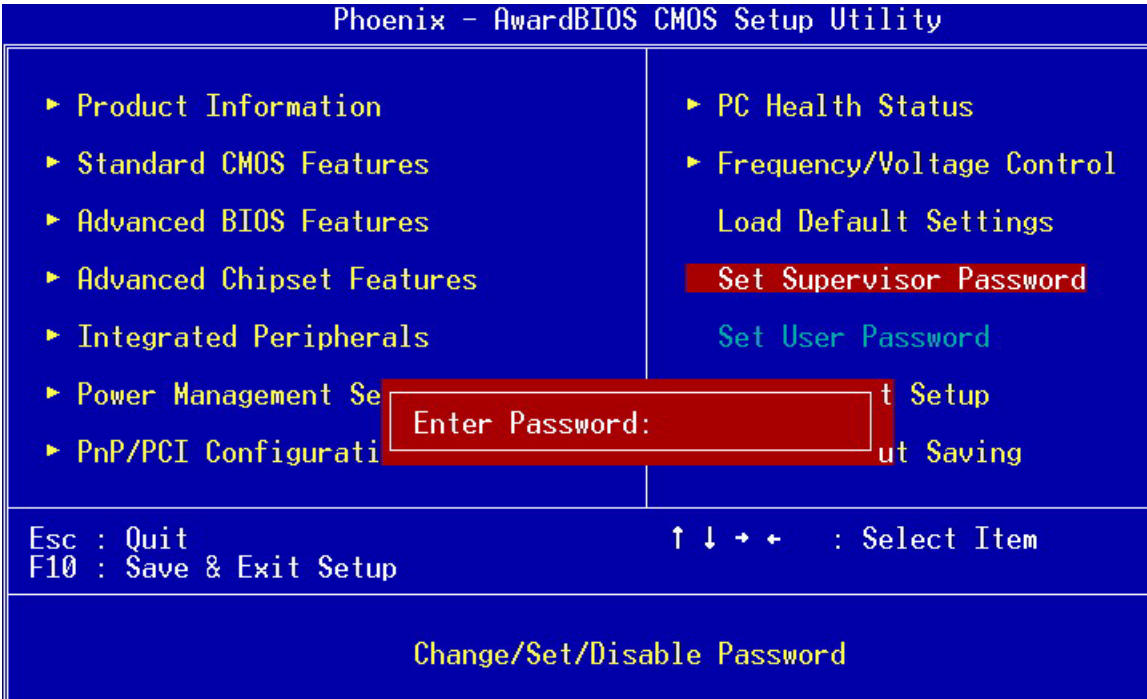 Phoenix - AwardBIOS CMOS Setup Utility
► Product Information
► Standard CMOS Features
► Advanced BIOS Features
► Advanced Chipset Features
► Integrated Peripherals
► Power Management Se
► PnP/PCI Configurati
► PC Health Status
► Frequency/Voltage Control
Load Default Settings
Set Supervisor Password
Set User Password
t Setup
ut Saving
Enter Password:
Esc : Quit
F10 : Save & Exit Setup
↑ ↓ → ← : Select Item
Change/Set/Disable Password